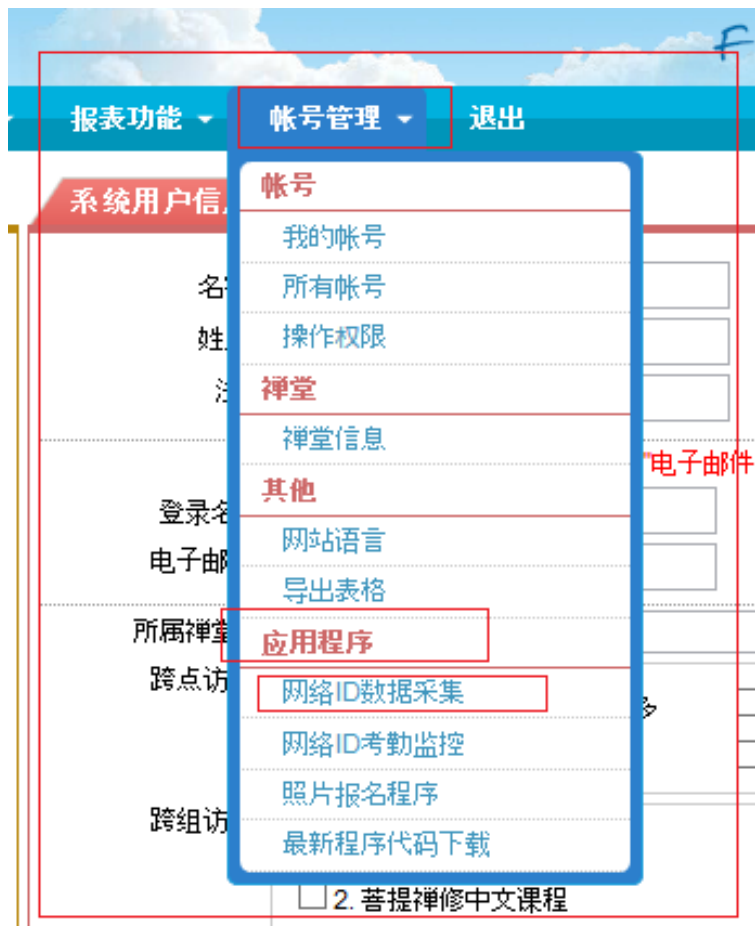 F
报表功能 帐号管理 退出
系统用户信
帐号
我的帐号
名
所有帐号
姓
操作权限
禅堂
禅堂信息
"电子邮件
其他
登录名
网站语言
电子邮
导出表格
所属禅堂
应用程序
跨点访
网络ID数据采集
多
网络ID考勤监控
照片报名程序
跨组访
最新程序代码下载
2. 菩提禅修中文课程